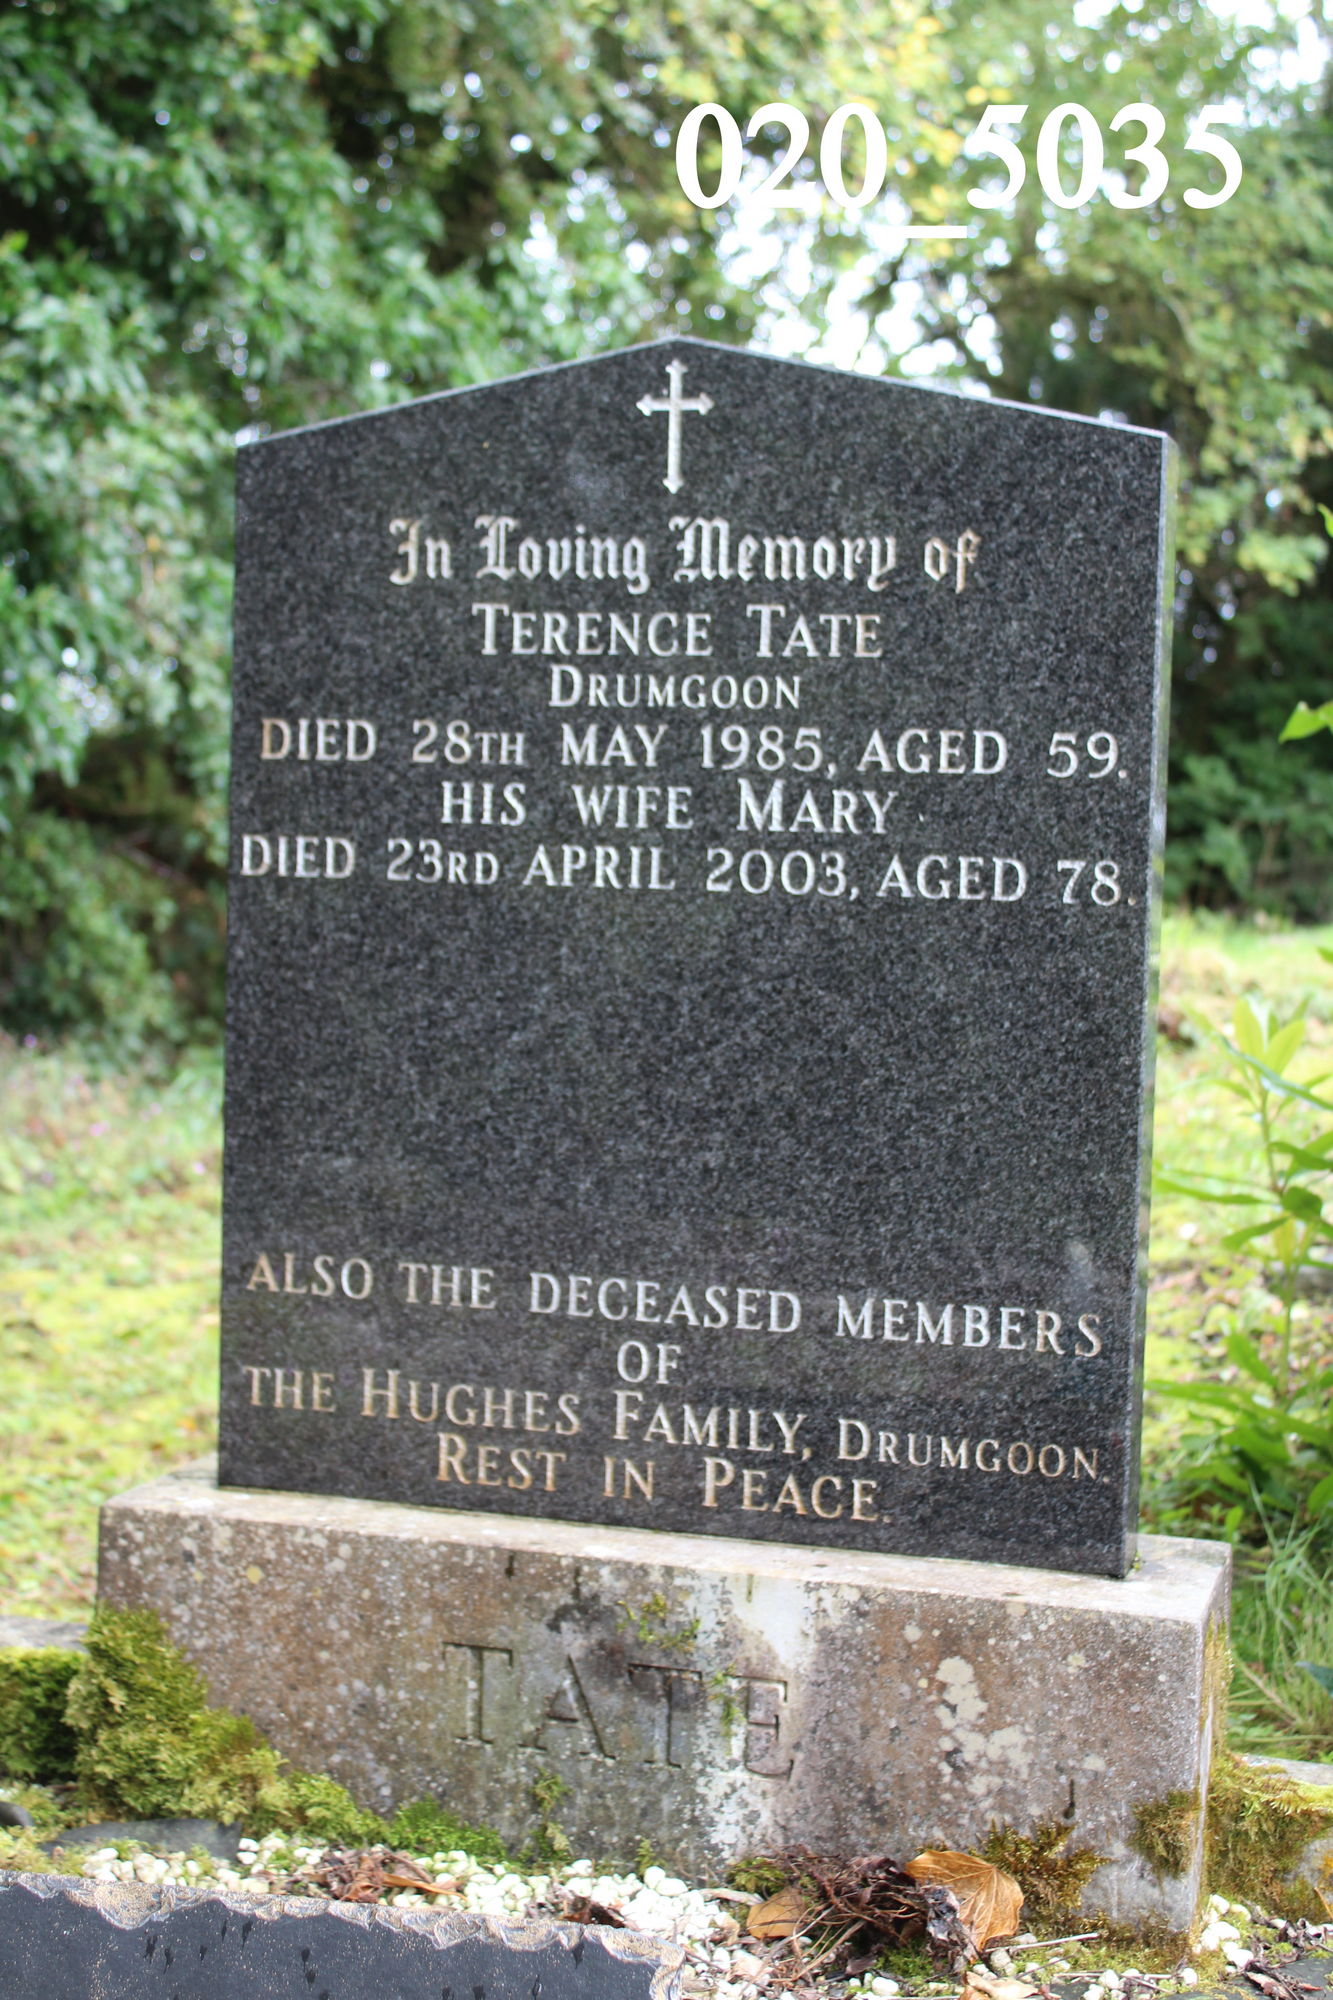 020_5035
In Loving Memory of
TERENCE TATE
DRUMGOON
DIED 28TH MAY 1985, AGED 59.
HIS WIFE MARY
DIED 23RD APRIL 2003, AGED 78.
ALSO THE DECEASED MEMBERS
OF
THE HUGHES FAMILY, DRUMGOON.
REST IN PEACE.
TATE